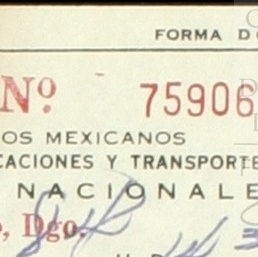 FORMA D
Nº 75906
OS MEXICANOS
CACIONES Y TRANSPORTE
NACIONALE
, Dgo.